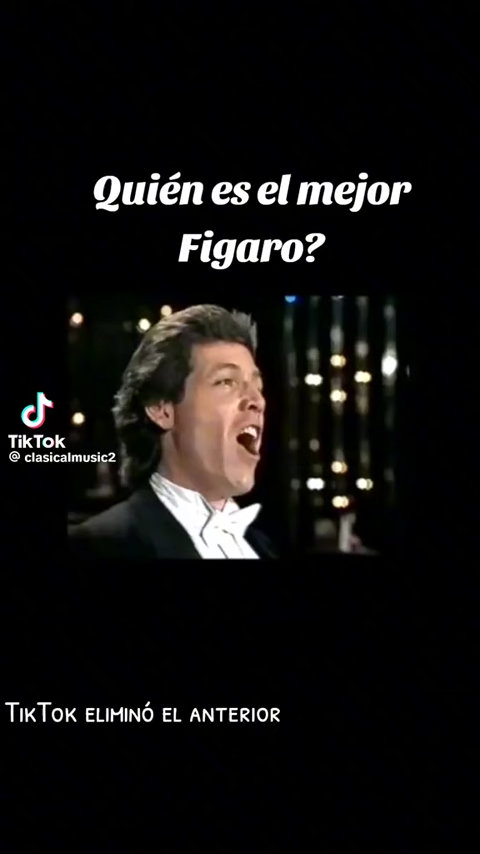 Quién es el mejor
Figaro?
TikTok
@ clasicalmusic2
TikTok eliminó el anterior